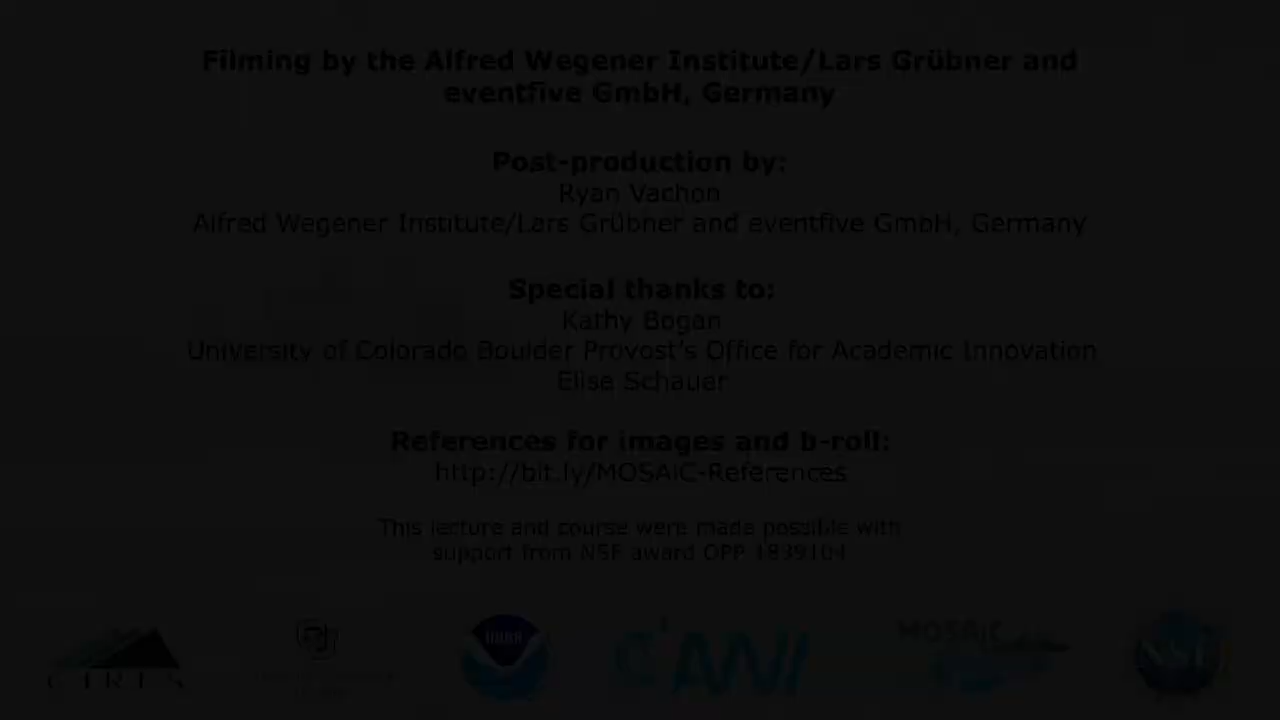 Filming by the Alfred Wegener Institute/Lars Grübner and
eventfive GmbH, Germany
Post-production by:
Ryan Vachon
Alfred Wegener Institute/Lars Grübner and eventfive GmbH, Germany
Special thanks to:
Kathy Bogan
University of Colorado Boulder Provost's Office for Academic Innovation
Elise Schauer
References for images and b-roll:
http://bit.ly/MOSAiC-References
This lecture and course were made possible with
support from NSF award OPP 1839104
CIRES
NOAA
AWI
MOSAiC
NSF